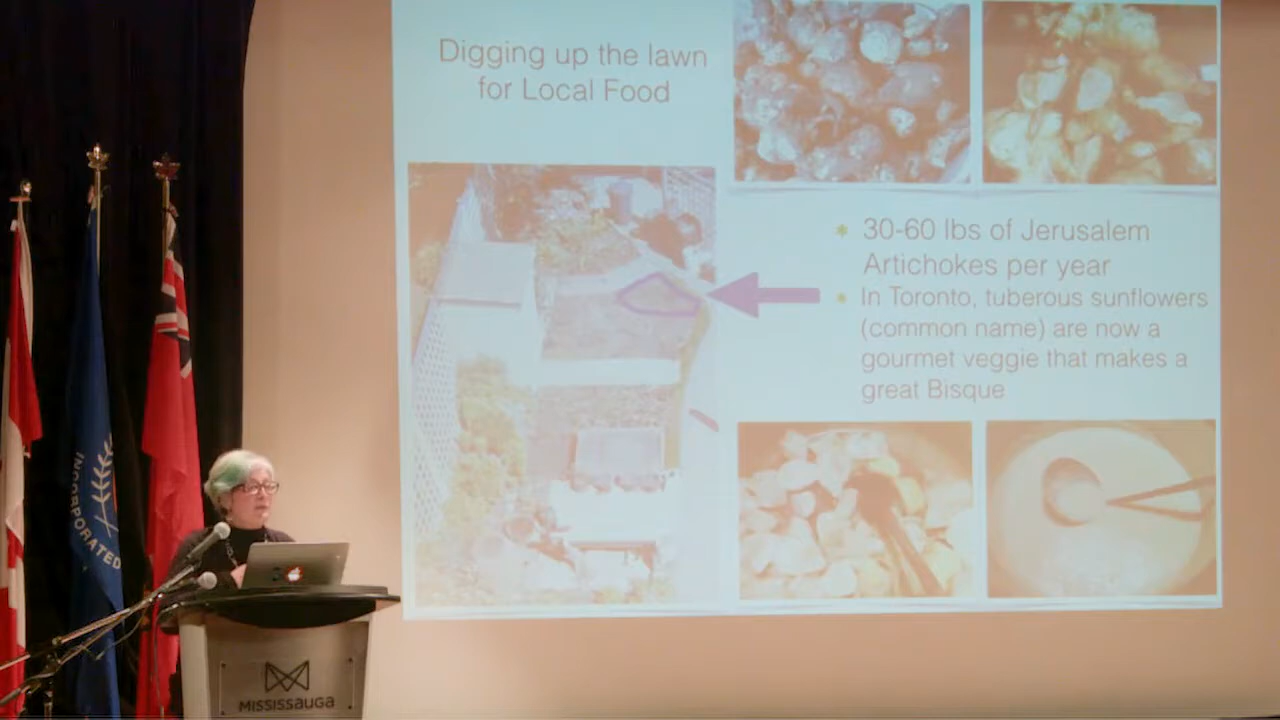 Digging up the lawn
for Local Food
30-60 lbs of Jerusalem
Artichokes per year
In Toronto, tuberous sunflowers
(common name) are now a
gourmet veggie that makes a
great Bisque
INCORPORATED
MISSISSAUGA